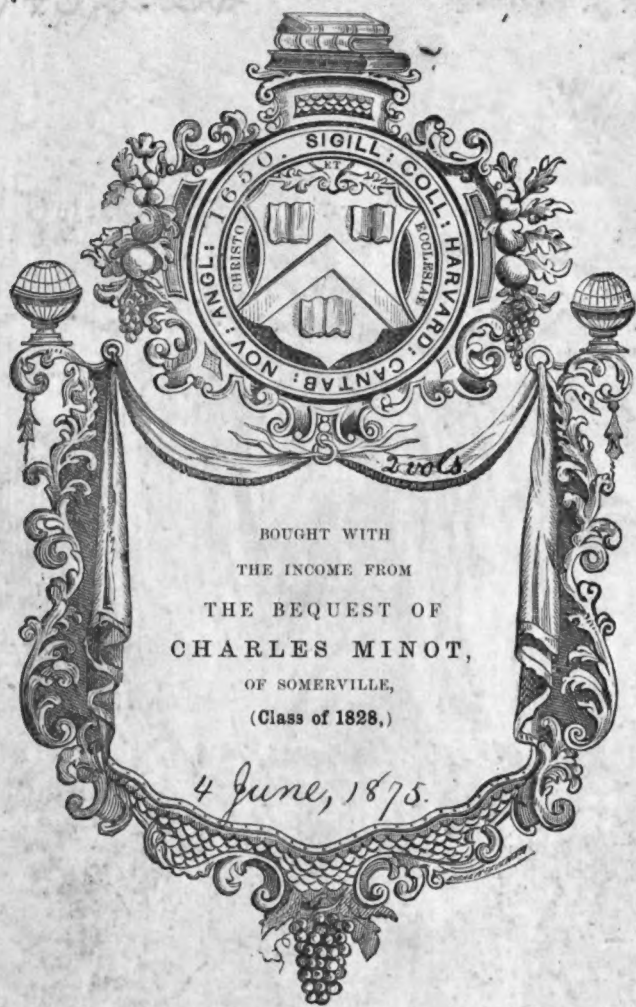 SIGILL: COLL: HARVARD: CANTAB: NOV: ANGL: 1650.
ET
CHRISTO
ECCLESIAE
2 vols.
BOUGHT WITH
THE INCOME FROM
THE BEQUEST OF
CHARLES MINOT,
OF SOMERVILLE,
(Class of 1828,)
4 June, 1875.